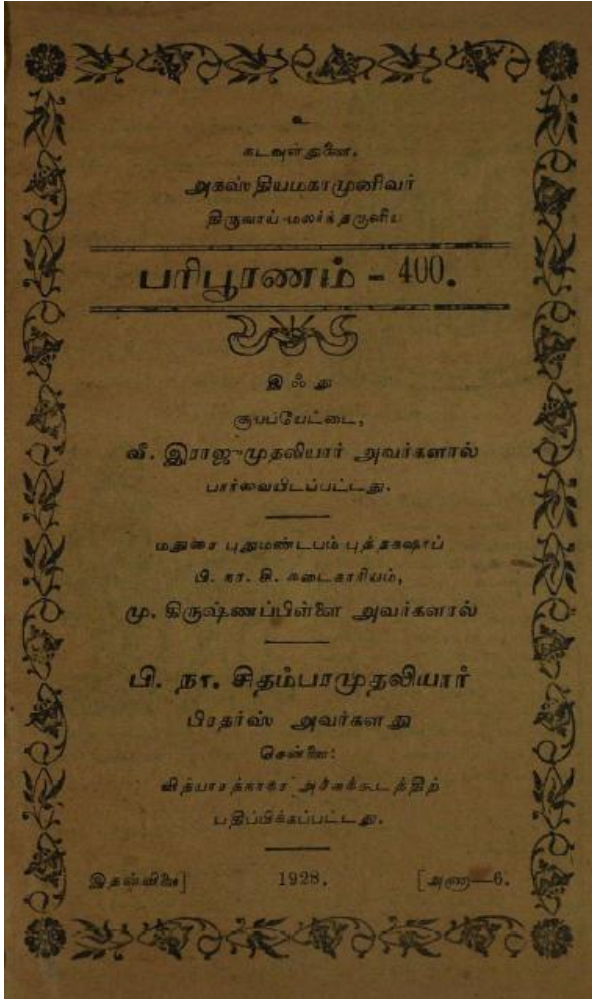 உ
கடவுள் துணை.
அகஸ்தியமகாமுனிவர்
திருவாய்மலர்ந்தருளிய
பரிபூரணம் - 400.
இஃது
சூபப்யேட்டை,
வீ. இராஜுமுதலியார் அவர்களால்
பார்வையிடப்பட்டது.
மதுரை புதுமண்டபம் புத்தகஷாப்
பி. நா. சி. கடைகாரியம்,
மு. கிருஷ்ணப்பிள்ளை அவர்களால்
பி. நா. சிதம்பரமுதலியார்
பிரதர்ஸ் அவர்களது
சென்னை:
வித்யாரத்நாகர அச்சுக்கூடத்திற்
பதிப்பிக்கப்பட்டது.
இதன்விலை] 1928. [அணா—6.